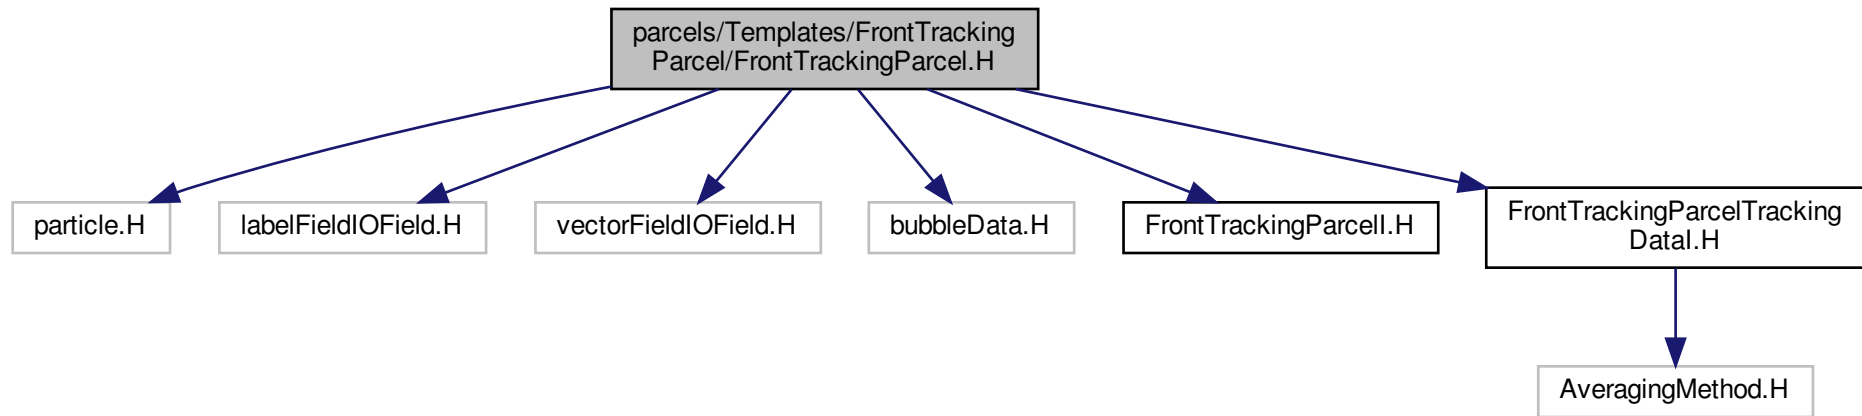 parcels/Templates/FrontTracking
Parcel/FrontTrackingParcel.H
particle.H
labelFieldIOField.H
vectorFieldIOField.H
bubbleData.H
FrontTrackingParcelI.H
FrontTrackingParcelTracking
DataI.H
AveragingMethod.H